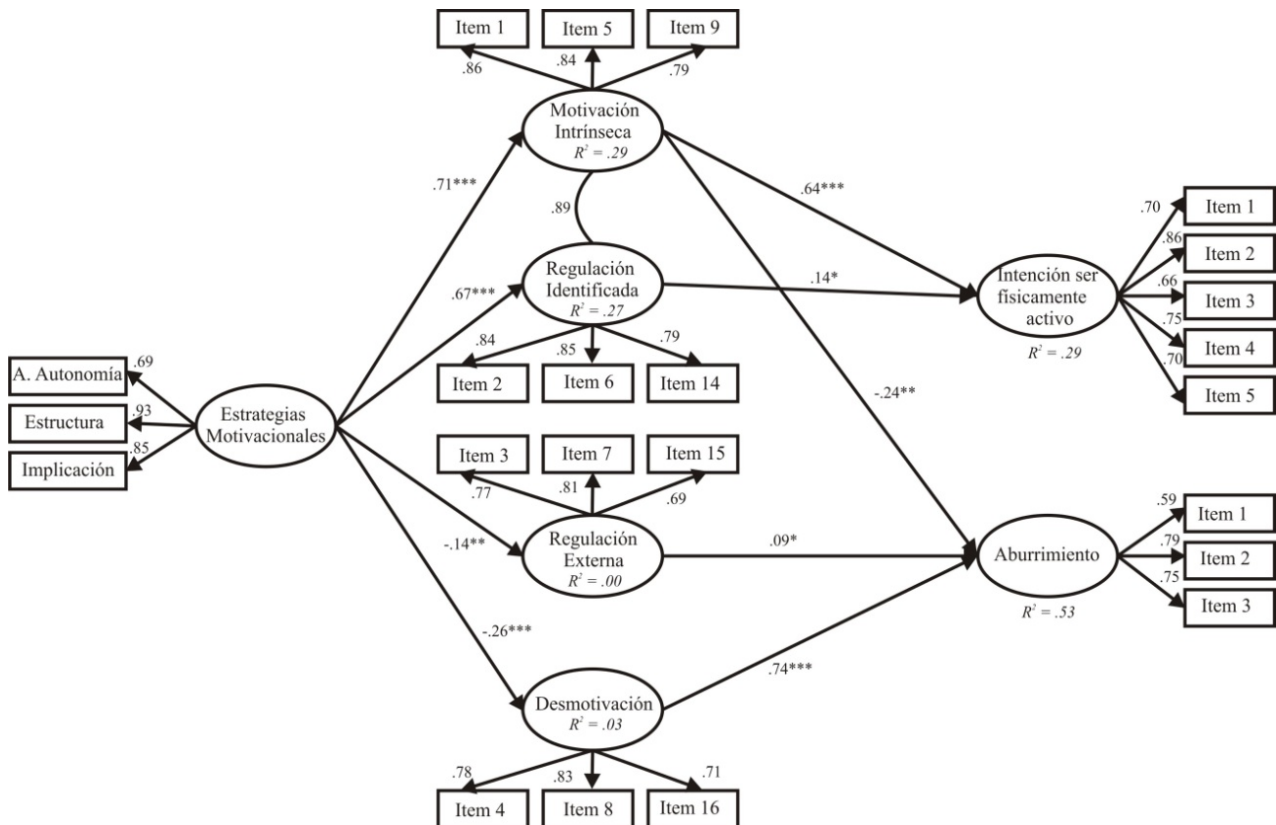 Item 1
Item 5
Item 9
.86
.84
.79
Motivación
Intrínseca
R² = .29
.71***
.64***
.89
Regulación
Identificada
R² = .27
.67***
.14*
.84
.85
.79
Item 2
Item 6
Item 14
.70
.86
.66
.75
.70
Item 1
Item 2
Item 3
Item 4
Item 5
Intención ser
físicamente
activo
R² = .29
-.24**
A. Autonomía
Estructura
Implicación
.69
.93
.85
Estrategias
Motivacionales
Item 3
Item 7
Item 15
.77
.81
.69
-.14**
Regulación
Externa
R² = .00
.09*
Aburrimiento
R² = .53
.59
.79
.75
Item 1
Item 2
Item 3
-.26***
.74***
Desmotivación
R² = .03
.78
.83
.71
Item 4
Item 8
Item 16